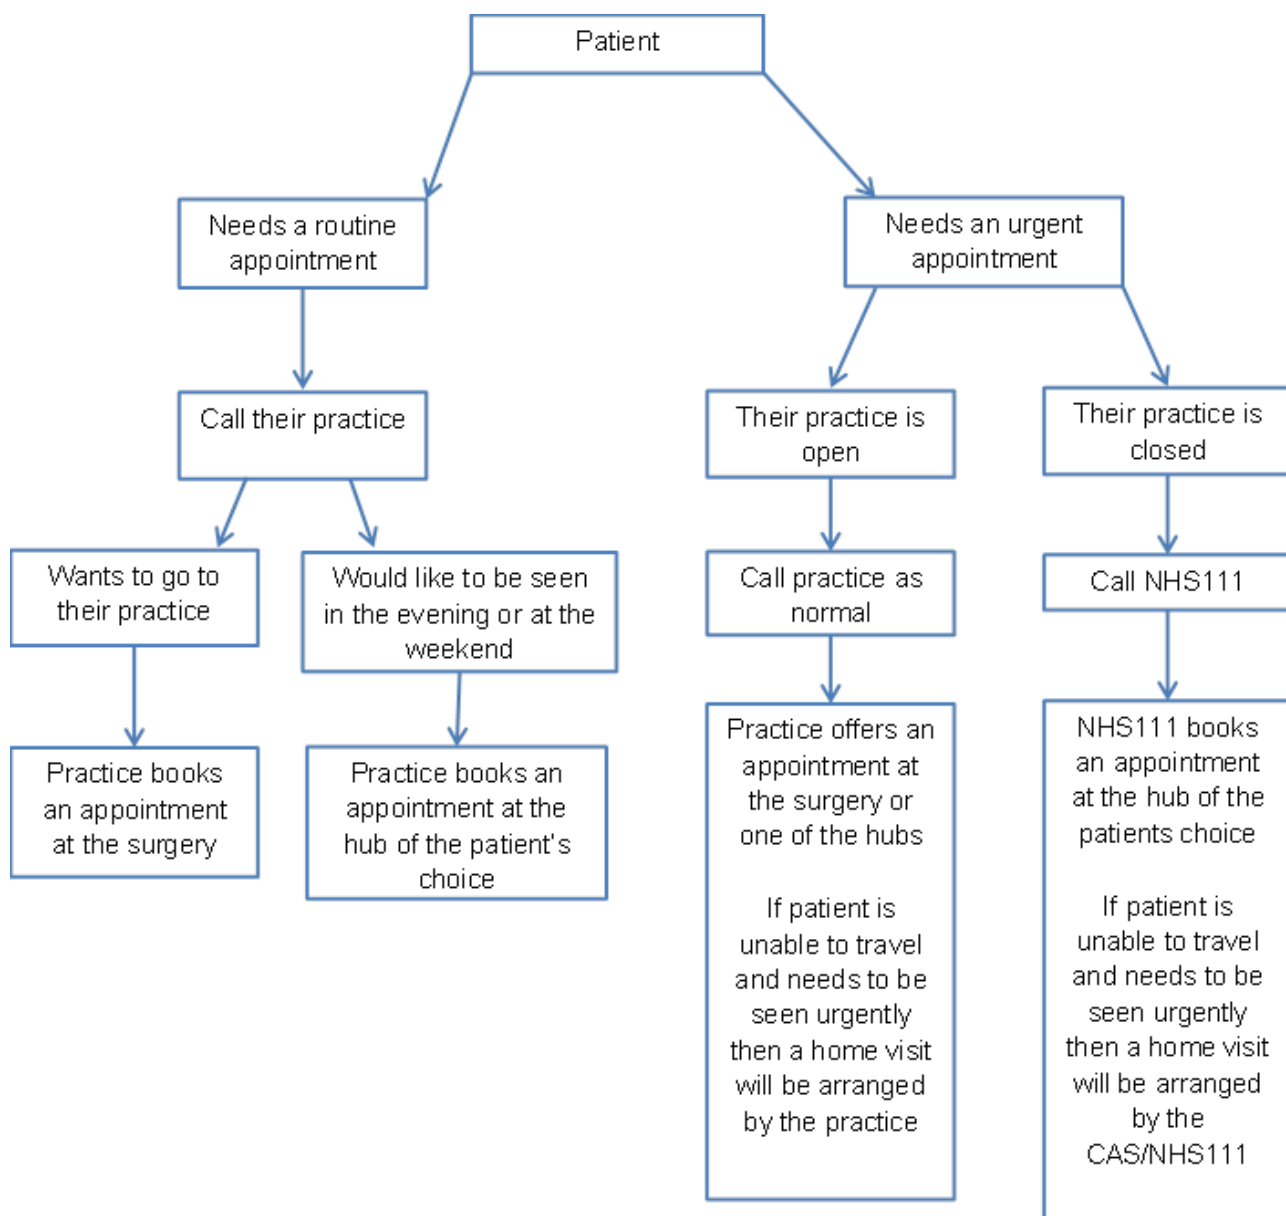 Patient
Needs a routine
appointment
Needs an urgent
appointment
Call their practice
Their practice is
open
Their practice is
closed
Wants to go to
their practice
Would like to be seen
in the evening or at the
weekend
Call practice as
normal
Call NHS111
Practice books
an appointment
at the surgery
Practice books an
appointment at the
hub of the patient's
choice
Practice offers an
appointment at
the surgery or
one of the hubs
If patient is
unable to travel
and needs to be
seen urgently
then a home visit
will be arranged
by the practice
NHS111 books
an appointment
at the hub of the
patients choice
If patient is
unable to travel
and needs to be
seen urgently
then a home visit
will be arranged
by the
CAS/NHS111